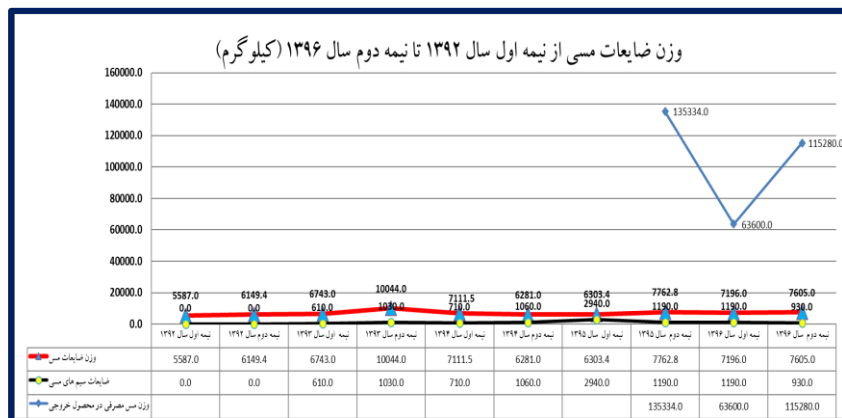 وزن ضایعات مسی از نیمه اول سال ۱۳۹۲ تا نیمه دوم سال ۱۳۹۶ (کیلوگرم)
160000.0
140000.0
120000.0
100000.0
80000.0
60000.0
40000.0
20000.0
0.0
135334.0
63600.0
115280.0
5587.0 6149.4 6743.0 10044.0 7111.5 6281.0 6303.4 7762.8 7196.0 7605.0
0.0 0.0 610.0 1030.0 710.0 1060.0 2940.0 1190.0 1190.0 930.0
نیمه اول سال ۱۳۹۲
نیمه دوم سال ۱۳۹۲
نیمه اول سال ۱۳۹۳
نیمه دوم سال ۱۳۹۳
نیمه اول سال ۱۳۹۴
نیمه دوم سال ۱۳۹۴
نیمه اول سال ۱۳۹۵
نیمه دوم سال ۱۳۹۵
نیمه اول سال ۱۳۹۶
نیمه دوم سال ۱۳۹۶
وزن ضایعات مس 5587.0 6149.4 6743.0 10044.0 7111.5 6281.0 6303.4 7762.8 7196.0 7605.0
ضایعات سیم های مسی 0.0 0.0 610.0 1030.0 710.0 1060.0 2940.0 1190.0 1190.0 930.0
وزن مس مصرفی در محصول خروجی 135334.0 63600.0 115280.0